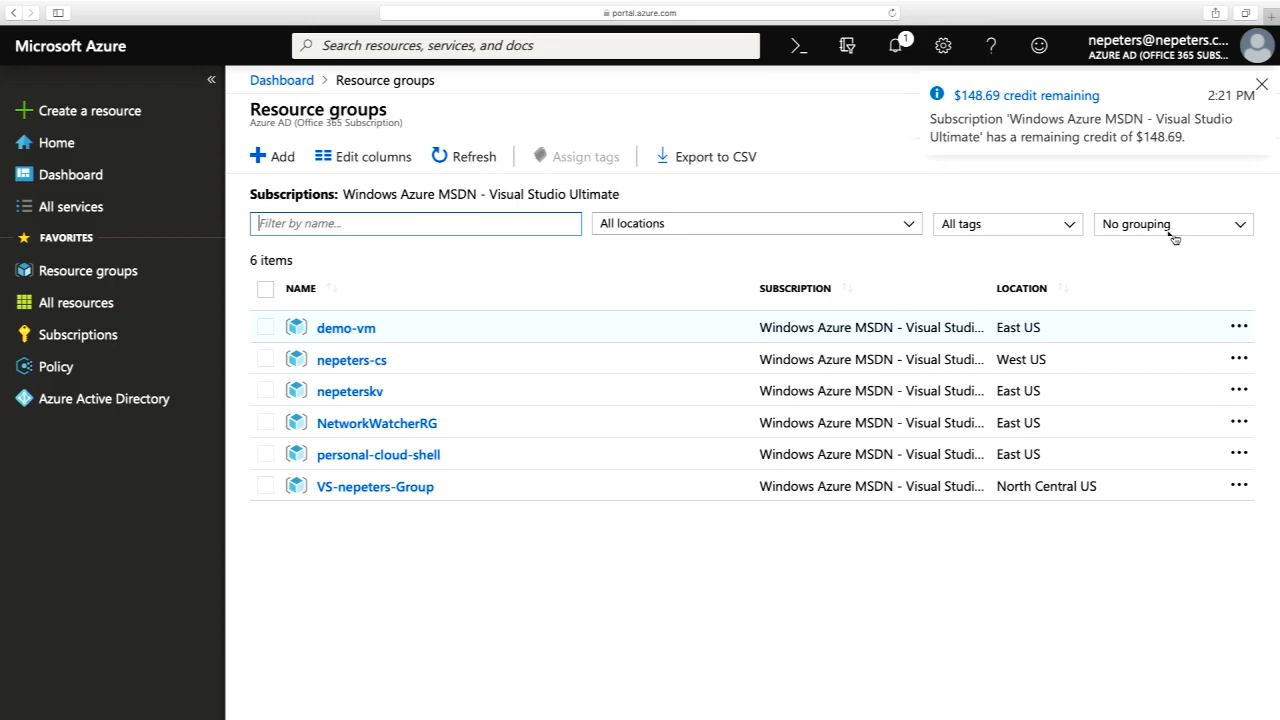 portal.azure.com
Microsoft Azure
Search resources, services, and docs
1
nepeters@nepeters.c...
AZURE AD (OFFICE 365 SUBS...
«
Create a resource
Home
Dashboard
All services
FAVORITES
Resource groups
All resources
Subscriptions
Policy
Azure Active Directory
Dashboard > Resource groups
Resource groups
Azure AD (Office 365 Subscription)
$148.69 credit remaining 2:21 PM
Subscription 'Windows Azure MSDN - Visual Studio
Ultimate' has a remaining credit of $148.69.
Add Edit columns Refresh Assign tags Export to CSV
Subscriptions: Windows Azure MSDN - Visual Studio Ultimate
Filter by name... All locations All tags No grouping
6 items
NAME SUBSCRIPTION LOCATION
demo-vm Windows Azure MSDN - Visual Studi... East US ...
nepeters-cs Windows Azure MSDN - Visual Studi... West US ...
neperskv Windows Azure MSDN - Visual Studi... East US ...
NetworkWatcherRG Windows Azure MSDN - Visual Studi... East US ...
personal-cloud-shell Windows Azure MSDN - Visual Studi... East US ...
VS-nepeters-Group Windows Azure MSDN - Visual Studi... North Central US ...